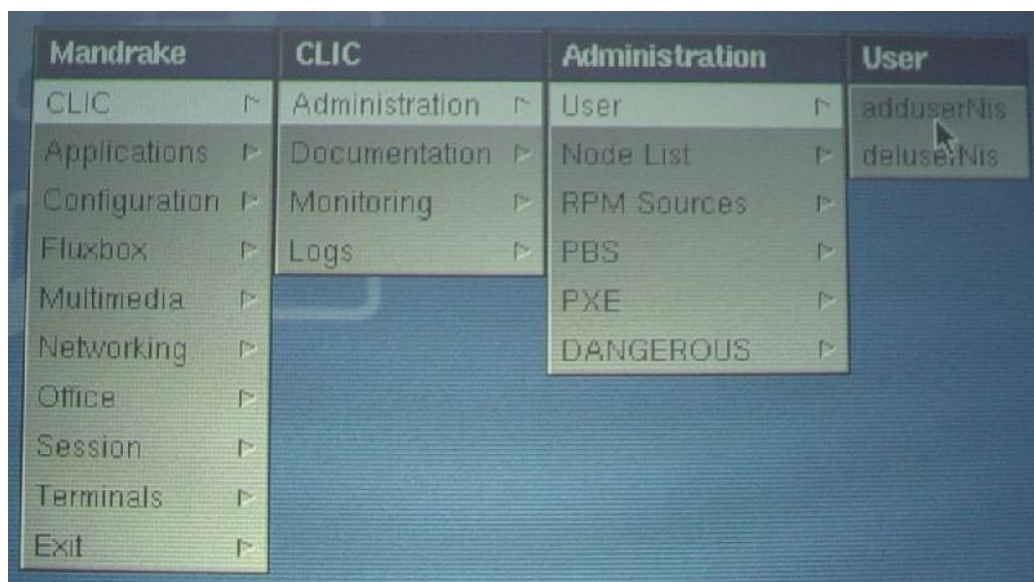 Mandrake
CLIC
Applications
Configuration
Fluxbox
Multimedia
Networking
Office
Session
Terminals
Exit
CLIC
Administration
Documentation
Monitoring
Logs
Administration
User
Node List
RPM Sources
PBS
PXE
DANGEROUS
User
adduserNis
deluserNis